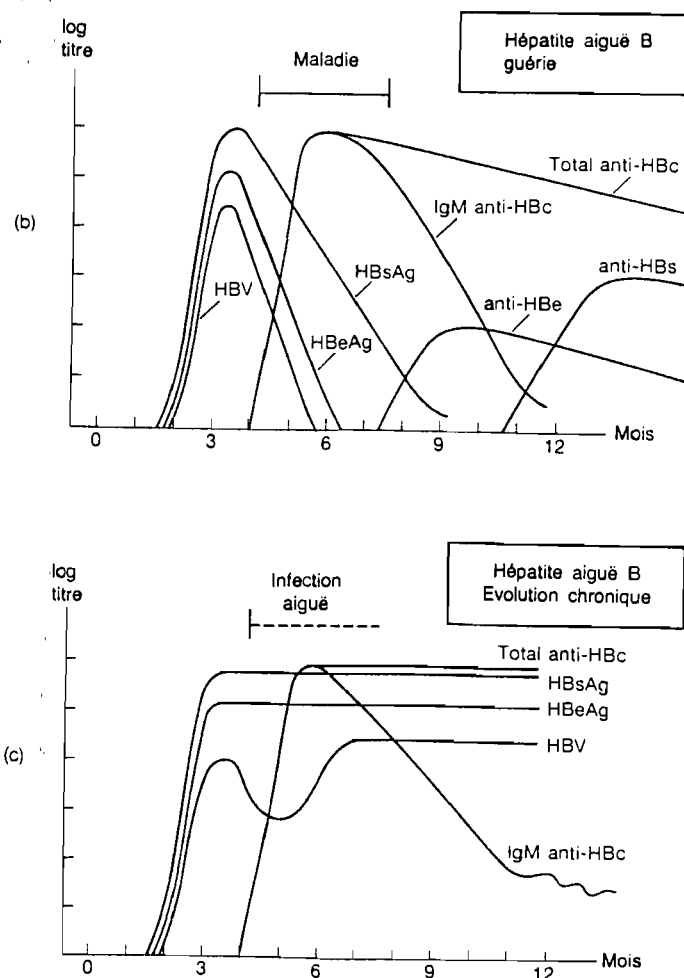 log
titre
Hépatite aiguë B
guérie
Maladie
Total anti-HBc
IgM anti-HBc
(b)
HBsAg
anti-HBs
HBV
anti-HBe
HBeAg
0 3 6 9 12 Mois
log
titre
Hépatite aiguë B
Evolution chronique
Infection
aiguë
Total anti-HBc
HBsAg
HBeAg
HBV
(c)
IgM anti-HBc
0 3 6 9 12 Mois